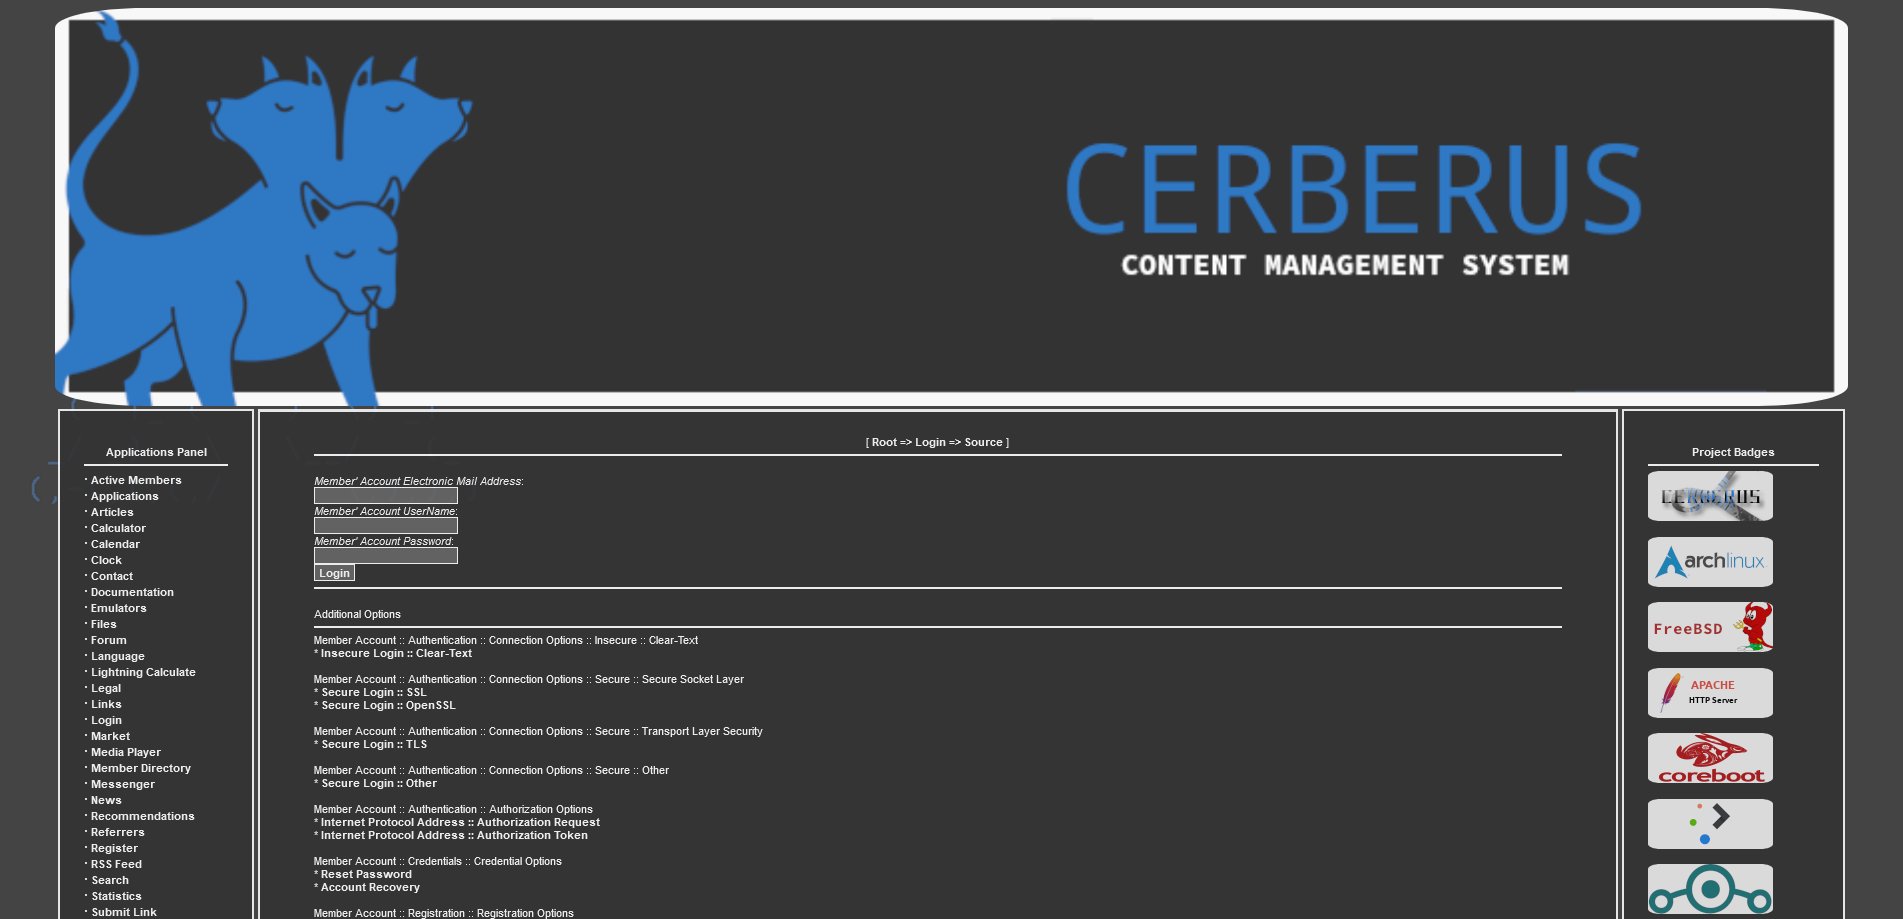 CERBERUS
CONTENT MANAGEMENT SYSTEM
Applications Panel
· Active Members
· Applications
· Articles
· Calculator
· Calendar
· Clock
· Contact
· Documentation
· Emulators
· Files
· Forum
· Language
· Lightning Calculate
· Legal
· Links
· Login
· Market
· Media Player
· Member Directory
· Messenger
· News
· Recommendations
· Referrers
· Register
· RSS Feed
· Search
· Statistics
· Submit Link
[ Root => Login => Source ]
Member' Account Electronic Mail Address:
Member' Account UserName:
Member' Account Password:
Login
Additional Options
Member Account :: Authentication :: Connection Options :: Insecure :: Clear-Text
* Insecure Login :: Clear-Text
Member Account :: Authentication :: Connection Options :: Secure :: Secure Socket Layer
* Secure Login :: SSL
* Secure Login :: OpenSSL
Member Account :: Authentication :: Connection Options :: Secure :: Transport Layer Security
* Secure Login :: TLS
Member Account :: Authentication :: Connection Options :: Secure :: Other
* Secure Login :: Other
Member Account :: Authentication :: Authorization Options
* Internet Protocol Address :: Authorization Request
* Internet Protocol Address :: Authorization Token
Member Account :: Credentials :: Credential Options
* Reset Password
* Account Recovery
Member Account :: Registration :: Registration Options
Project Badges
CERBERUS
archlinux
FreeBSD
APACHE
HTTP Server
coreboot